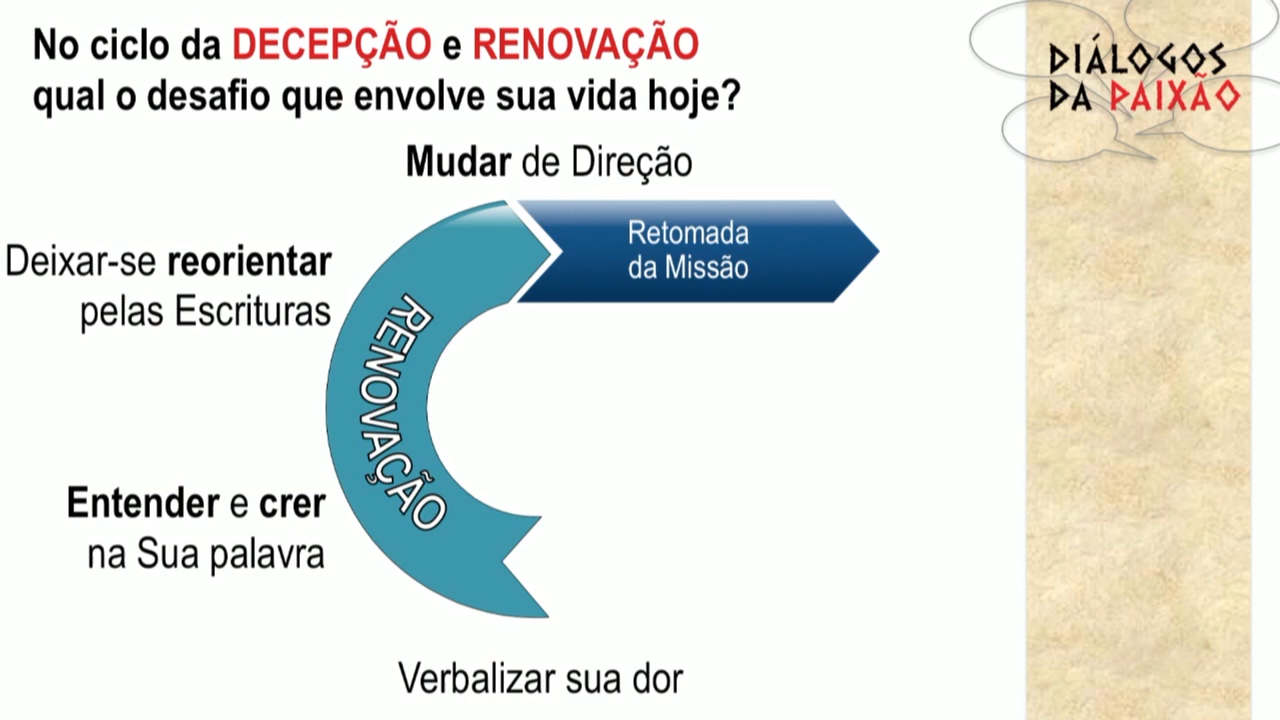 No ciclo da DECEPÇÃO e RENOVAÇÃO
qual o desafio que envolve sua vida hoje?
DIÁLOGOS
DA PAIXÃO
Mudar de Direção
Retomada
da Missão
Deixar-se reorientar
pelas Escrituras
RENOVAÇÃO
Entender e crer
na Sua palavra
Verbalizar sua dor